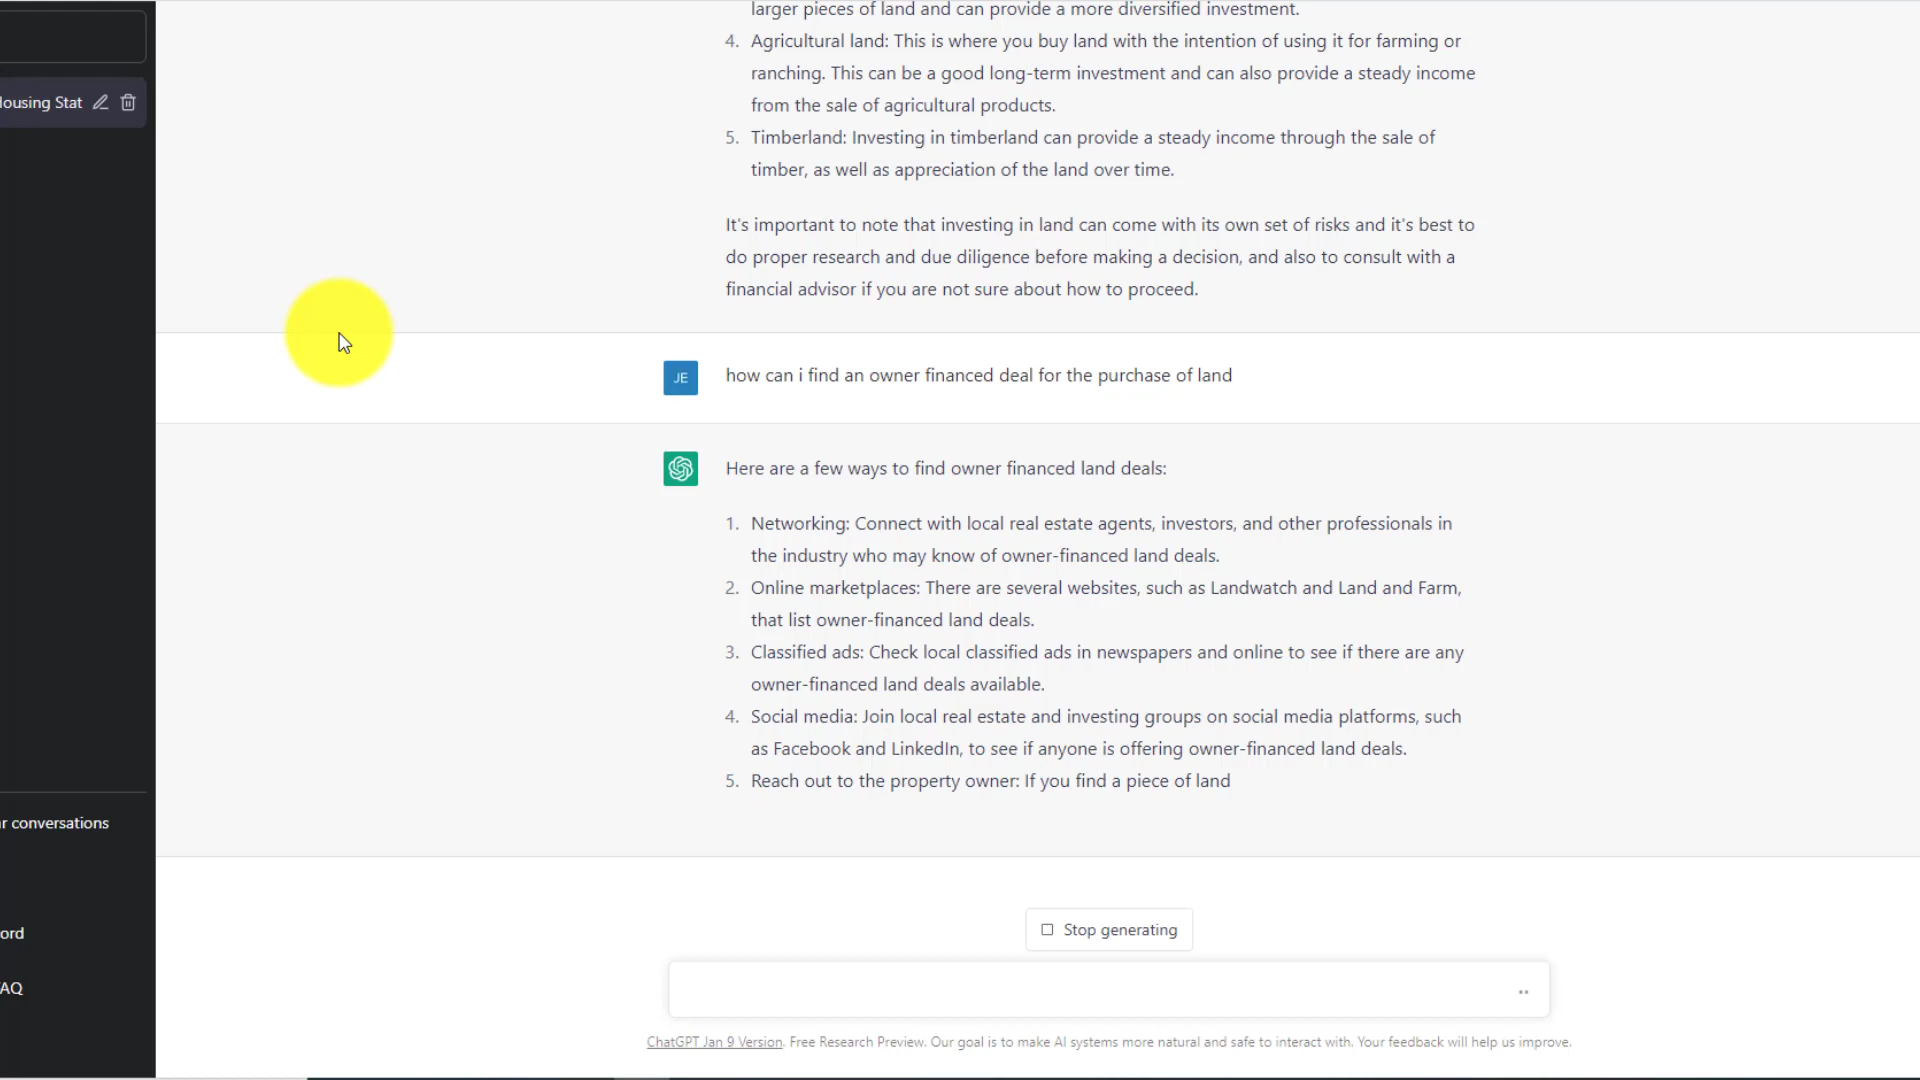 larger pieces of land and can provide a more diversified investment.
4. Agricultural land: This is where you buy land with the intention of using it for farming or
ranching. This can be a good long-term investment and can also provide a steady income
from the sale of agricultural products.
5. Timberland: Investing in timberland can provide a steady income through the sale of
timber, as well as appreciation of the land over time.
It's important to note that investing in land can come with its own set of risks and it's best to
do proper research and due diligence before making a decision, and also to consult with a
financial advisor if you are not sure about how to proceed.
JE how can i find an owner financed deal for the purchase of land
Here are a few ways to find owner financed land deals:
1. Networking: Connect with local real estate agents, investors, and other professionals in
the industry who may know of owner-financed land deals.
2. Online marketplaces: There are several websites, such as Landwatch and Land and Farm,
that list owner-financed land deals.
3. Classified ads: Check local classified ads in newspapers and online to see if there are any
owner-financed land deals available.
4. Social media: Join local real estate and investing groups on social media platforms, such
as Facebook and LinkedIn, to see if anyone is offering owner-financed land deals.
5. Reach out to the property owner: If you find a piece of land
Stop generating
ChatGPT Jan 9 Version. Free Research Preview. Our goal is to make AI systems more natural and safe to interact with. Your feedback will help us improve.
ousing Stat
r conversations
ord
AQ